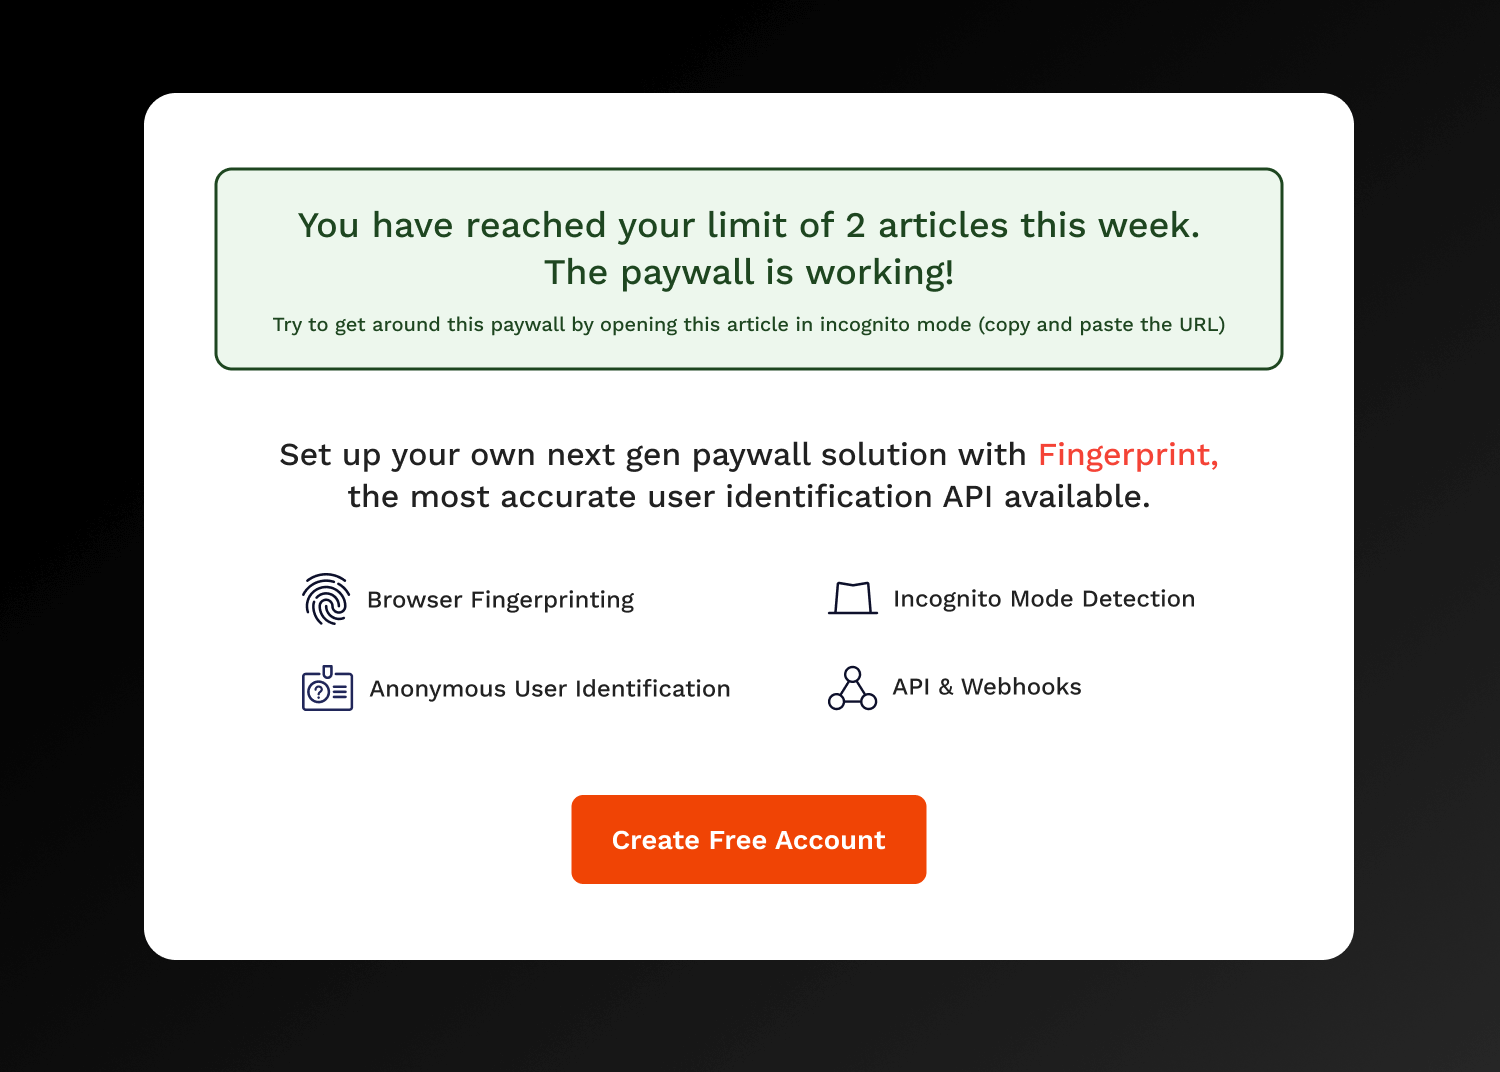 You have reached your limit of 2 articles this week.
The paywall is working!
Try to get around this paywall by opening this article in incognito mode (copy and paste the URL)
Set up your own next gen paywall solution with Fingerprint,
the most accurate user identification API available.
Browser Fingerprinting
Incognito Mode Detection
?
Anonymous User Identification
API & Webhooks
Create Free Account